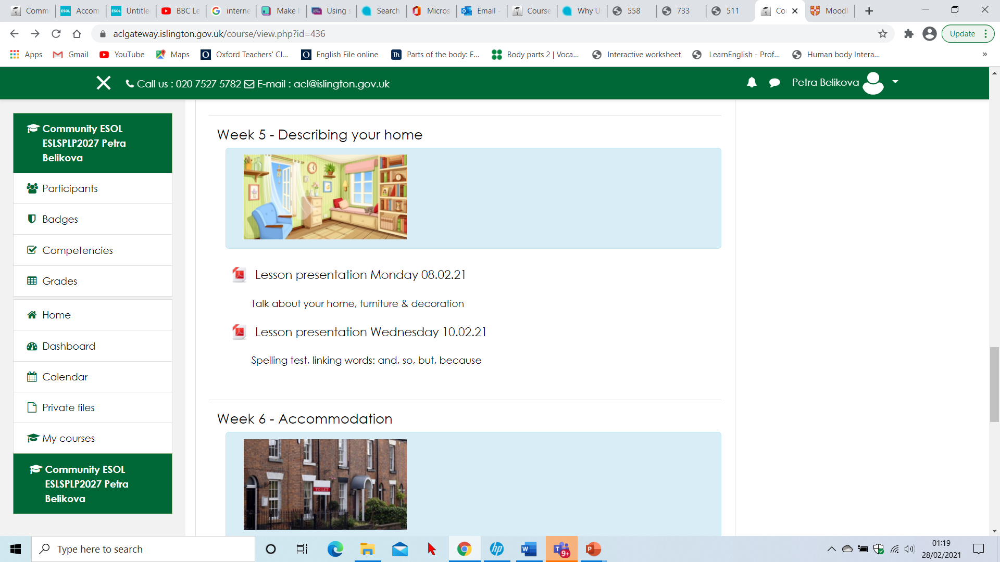 Comm
Accom
Untitle
BBC Le
interne
Make I
Using s
Search
Micros
Email -
Course
Why U
558
733
511
Co
Moodl
aclgateway.islington.gov.uk/course/view.php?id=436
Update
Apps
Gmail
YouTube
Maps
Oxford Teachers' Cl...
English File online
Parts of the body: E...
Body parts 2 | Voca...
Interactive worksheet
LearnEnglish - Prof...
Human body Intera...
»
Call us : 020 7527 5782 E-mail : acl@islington.gov.uk
Petra Belikova
Community ESOL
ESLSPLP2027 Petra
Belikova
Participants
Badges
Competencies
Grades
Home
Dashboard
Calendar
Private files
My courses
Community ESOL
ESLSPLP2027 Petra
Belikova
Week 5 - Describing your home
Lesson presentation Monday 08.02.21
Talk about your home, furniture & decoration
Lesson presentation Wednesday 10.02.21
Spelling test, linking words: and, so, but, because
Week 6 - Accommodation
TO LET
Type here to search
9+
01:19
28/02/2021